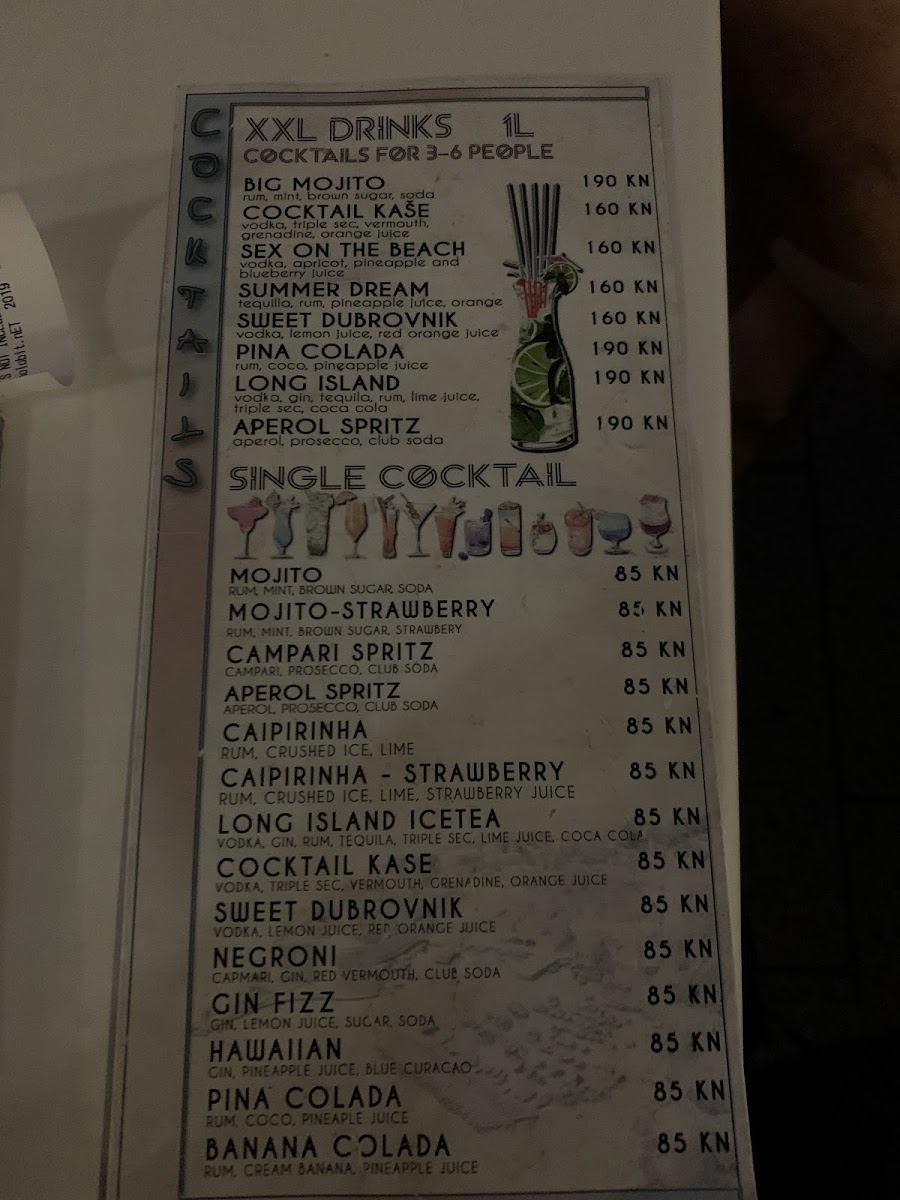 COCKTAILS
XXL DRINKS 1L
COCKTAILS FOR 3-6 PEOPLE
BIG MOJITO 190 KN
rum, mint, brown sugar, soda
COCKTAIL KAŠE 160 KN
vodka, triple sec, vermouth,
grenadine, orange juice
SEX ON THE BEACH 160 KN
vodka, apricot, pineapple and
blueberry juice
SUMMER DREAM 160 KN
tequilla, rum, pineapple juice, orange
SWEET DUBROVNIK 160 KN
vodka, lemon juice, red orange juice
PINA COLADA 190 KN
rum, coco, pineapple juice
LONG ISLAND 190 KN
vodka, gin, tequila, rum, lime juice,
triple sec, coca cola
APEROL SPRITZ 190 KN
aperol, prosecco, club soda
SINGLE COCKTAIL
MOJITO 85 KN
RUM, MINT, BROWN SUGAR, SODA
MOJITO-STRAWBERRY 85 KN
RUM, MINT, BROWN SUGAR, STRAWBERY
CAMPARI SPRITZ 85 KN
CAMPARI, PROSECCO, CLUB SODA
APEROL SPRITZ 85 KN
APEROL, PROSECCO, CLUB SODA
CAIPIRINHA 85 KN
RUM, CRUSHED ICE, LIME
CAIPIRINHA - STRAWBERRY 85 KN
RUM, CRUSHED ICE, LIME, STRAWBERRY JUICE
LONG ISLAND ICETEA 85 KN
VODKA, GIN, RUM, TEQUILA, TRIPLE SEC, LIME JUICE, COCA COLA
COCKTAIL KASE 85 KN
VODKA, TRIPLE SEC, VERMOUTH, GRENADINE, ORANGE JUICE
SWEET DUBROVNIK 85 KN
VODKA, LEMON JUICE, RED ORANGE JUICE
NEGRONI 85 KN
CAPMARI, GIN, RED VERMOUTH, CLUB SODA
GIN FIZZ 85 KN
GIN, LEMON JUICE, SUGAR, SODA
HAWAIIAN 85 KN
GIN, PINEAPPLE JUICE, BLUE CURACAO
PINA COLADA 85 KN
RUM, COCO, PINEAPLE JUICE
BANANA COLADA 85 KN
RUM, CREAM BANANA, PINEAPPLE JUICE
NOT
2019